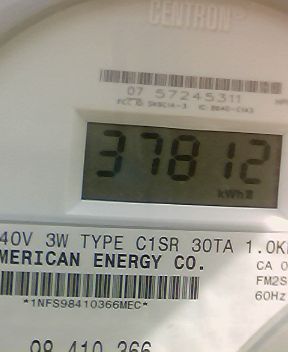 CENTRON
07 57245311
37812
kWh
40V 3W TYPE C1SR 30TA 1.0K
MERICAN ENERGY CO.
CA 0
*1NFS98410366MEC*
FM2S
60Hz
98 410 366